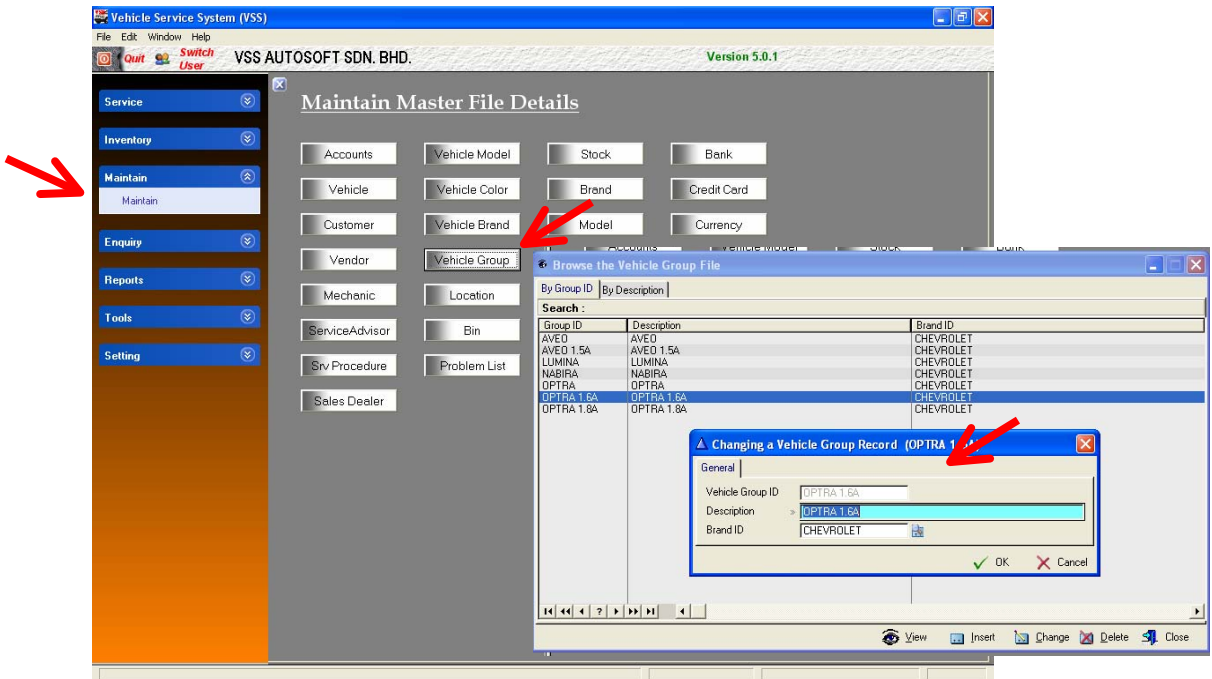 Vehicle Service System (VSS)
File Edit Window Help
Quit Switch User VSS AUTOSOFT SDN. BHD. Version 5.0.1
Service
Inventory
Maintain
Maintain
Enquiry
Reports
Tools
Setting
Maintain Master File Details
Accounts Vehicle Model Stock Bank
Vehicle Vehicle Color Brand Credit Card
Customer Vehicle Brand Model Currency
Vendor Vehicle Group
Mechanic Location
ServiceAdvisor Bin
Srv Procedure Problem List
Sales Dealer
Accounts Vehicle Model Stock Bank
Browse the Vehicle Group File
By Group ID By Description
Search :
Group ID Description Brand ID
AVEO AVEO CHEVROLET
AVEO 1.5A AVEO 1.5A CHEVROLET
LUMINA LUMINA CHEVROLET
NABIRA NABIRA CHEVROLET
OPTRA OPTRA CHEVROLET
OPTRA 1.6A OPTRA 1.6A CHEVROLET
OPTRA 1.8A OPTRA 1.8A CHEVROLET
Changing a Vehicle Group Record (OPTRA 1.6A)
General
Vehicle Group ID OPTRA 1.6A
Description » OPTRA 1.6A
Brand ID CHEVROLET
OK Cancel
?
View Insert Change Delete Close